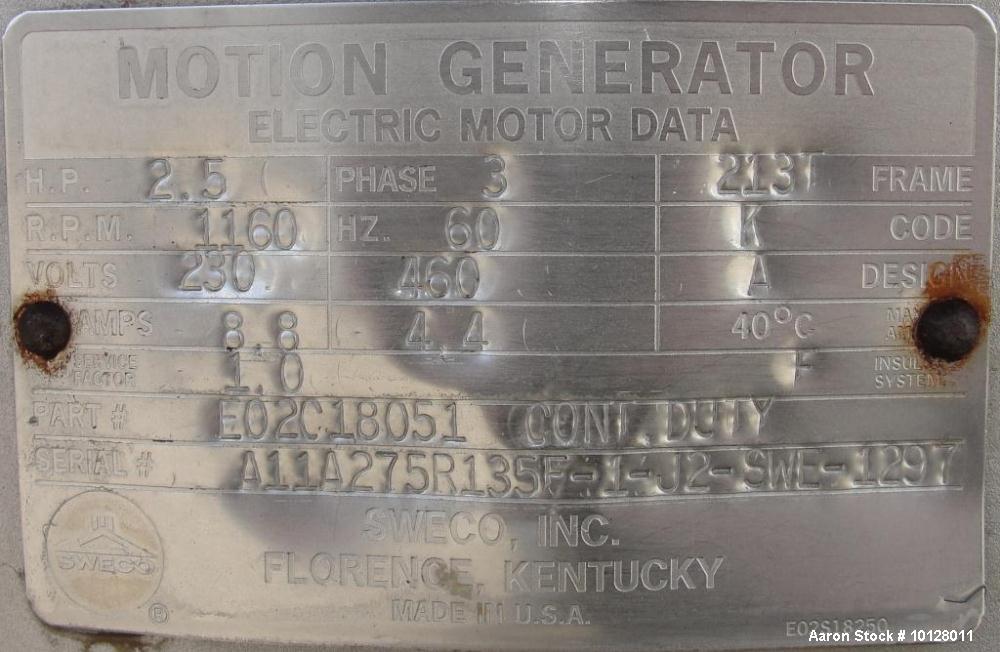 MOTION GENERATOR
ELECTRIC MOTOR DATA
H.P. 2.5 PHASE 3 213T FRAME
R.P.M. 1160 HZ. 60 K CODE
VOLTS 230 460 A DESIGN
AMPS 8.8 4.4 40°C
SERVICE FACTOR 1.0 F SYSTEM
PART # E02C18051 CONT. DUTY
SERIAL # A11A275R135F-1-J2-SWE-1297
SWECO
SWECO, INC.
FLORENCE, KENTUCKY
MADE IN U.S.A.
®
E02S18250
Aaron Stock # 10128011